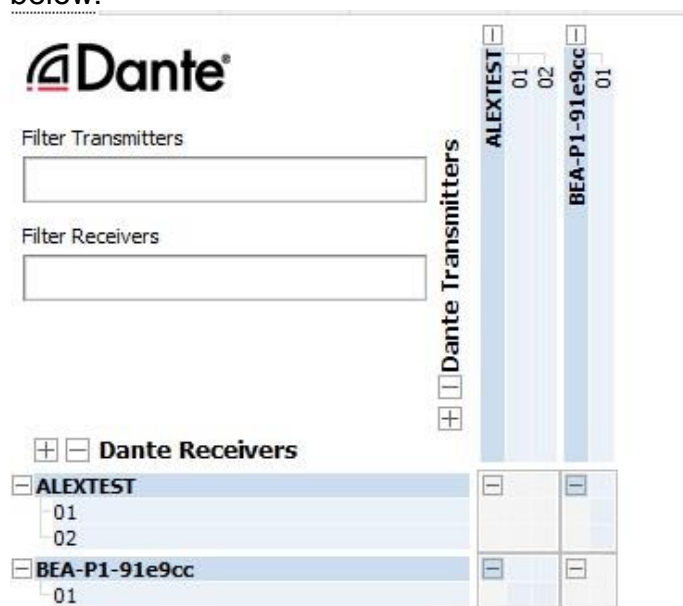 below.
Dante®
Filter Transmitters
Filter Receivers
Dante Transmitters
ALEXTEST
01
02
BEA-P1-91e9cc
01
Dante Receivers
ALEXTEST
01
02
BEA-P1-91e9cc
01